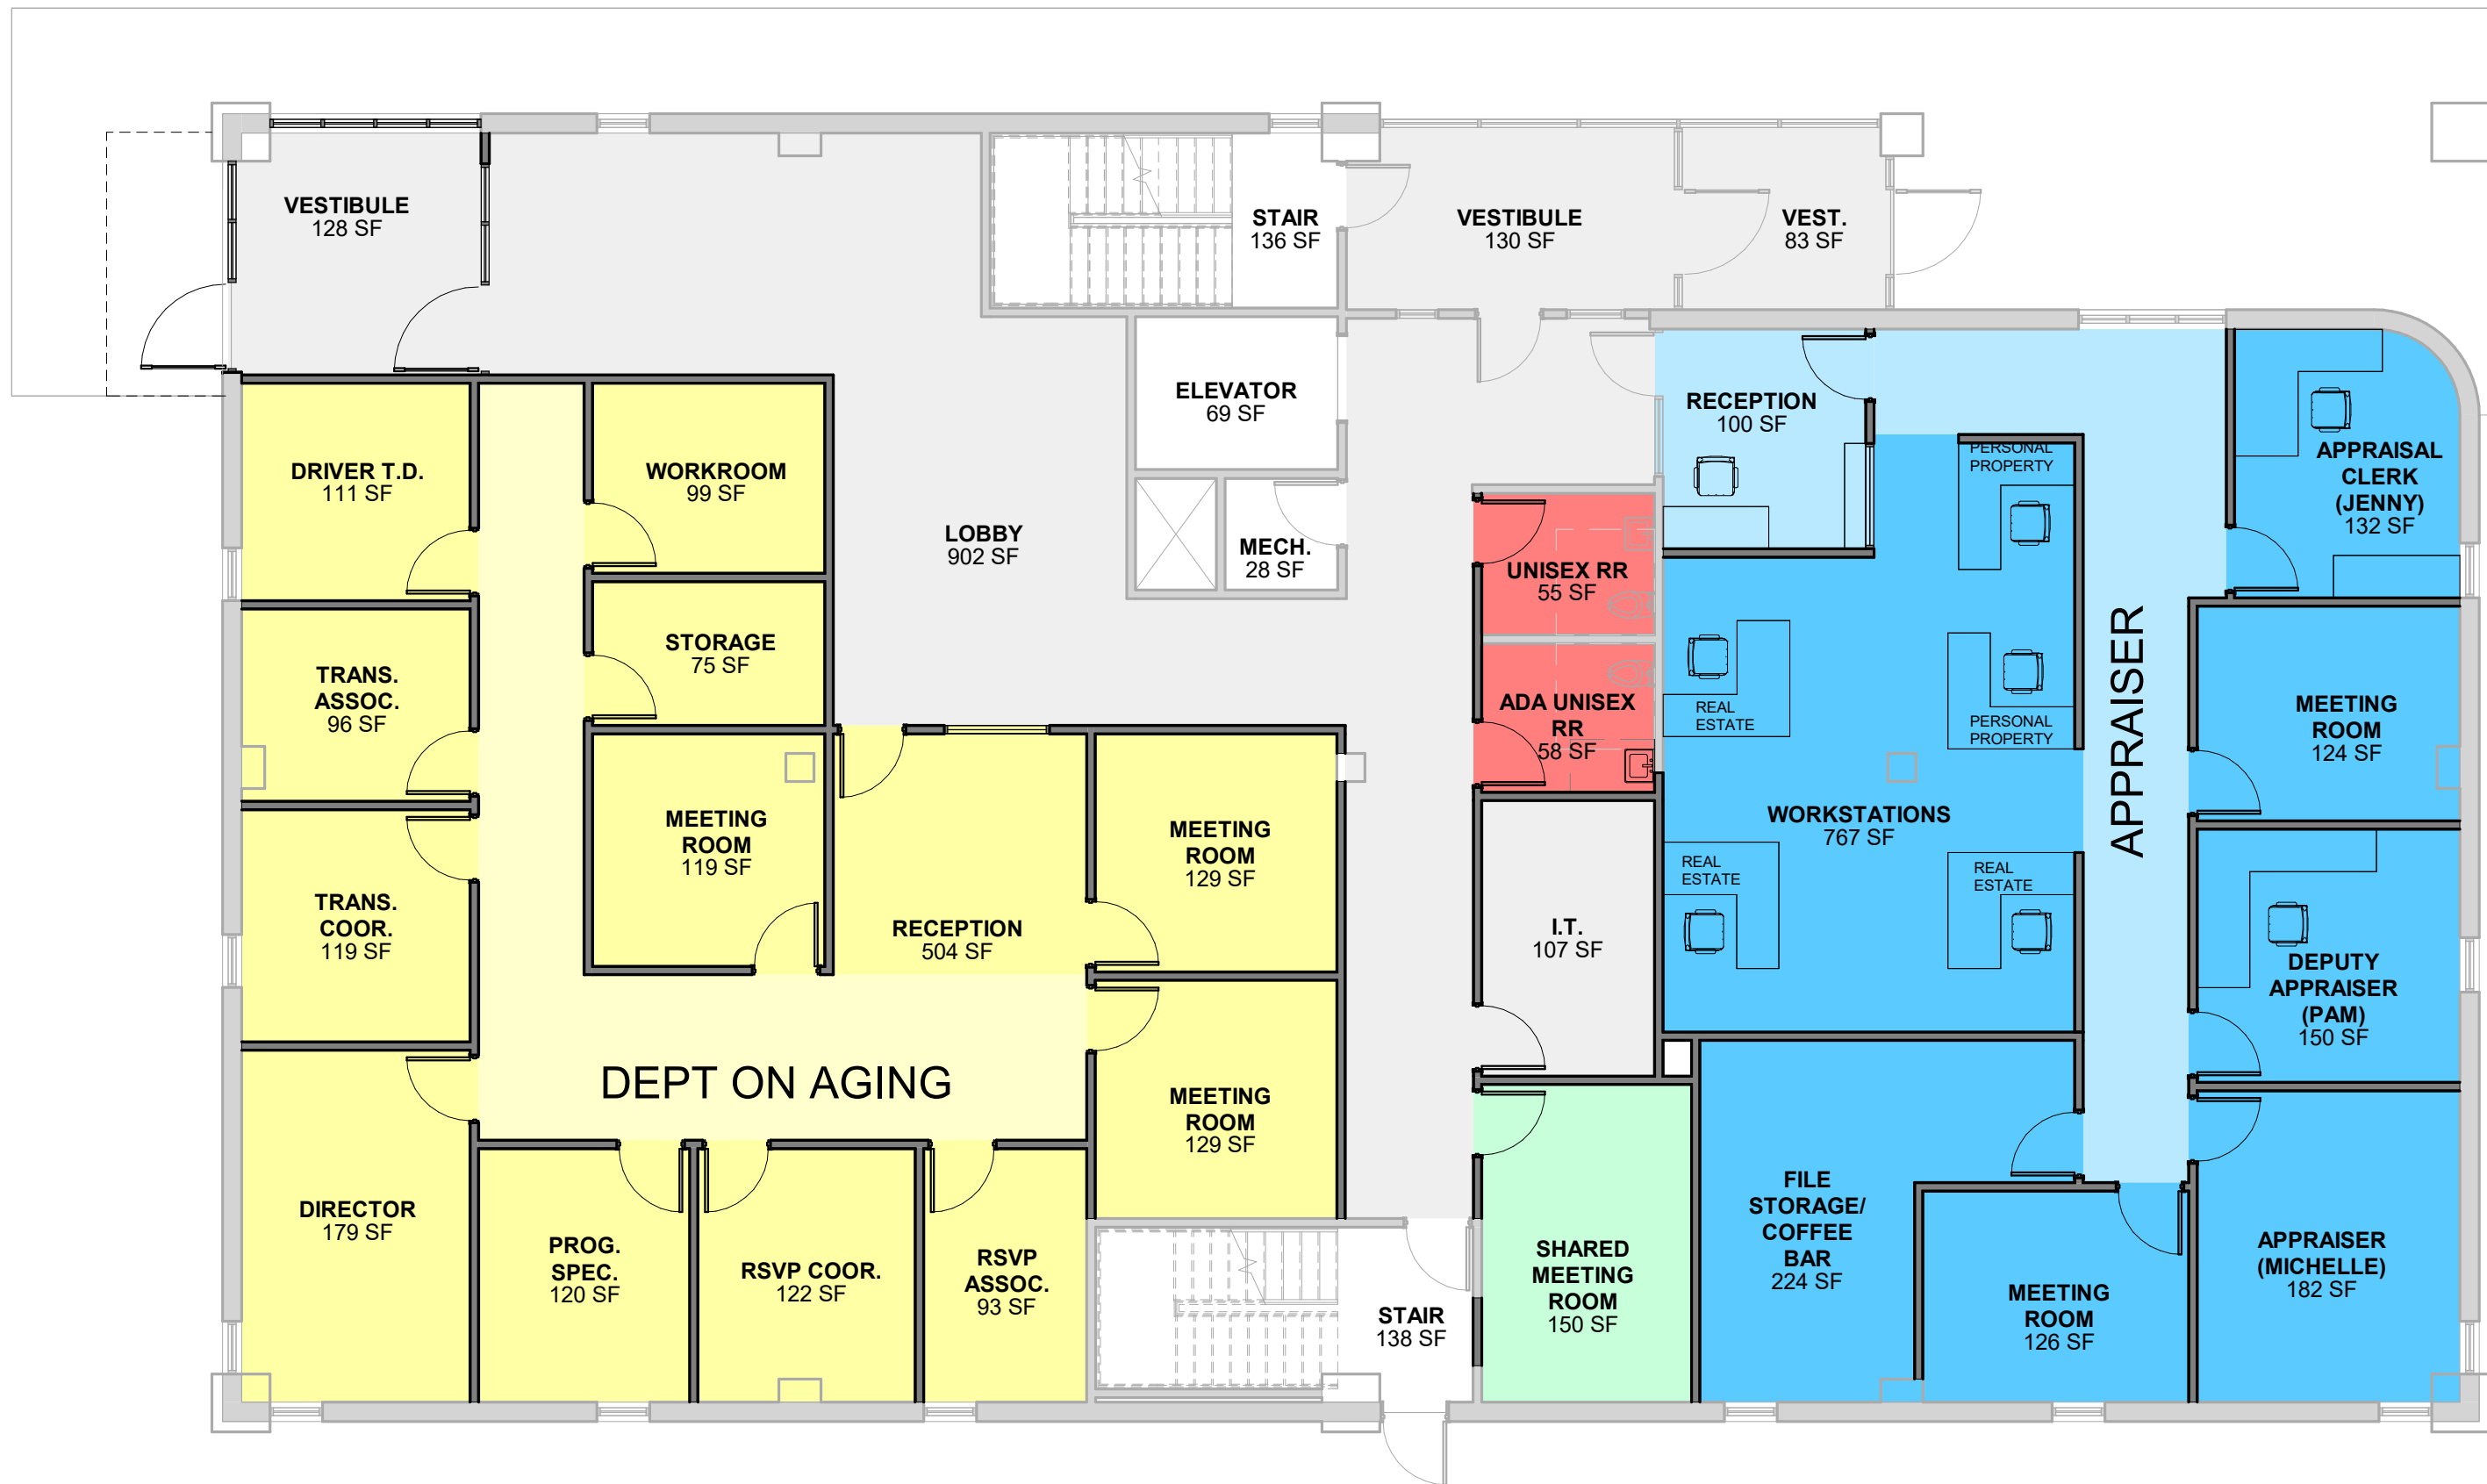 VESTIBULE
128 SF
STAIR
136 SF
VESTIBULE
130 SF
VEST.
83 SF
ELEVATOR
69 SF
RECEPTION
100 SF
PERSONAL
PROPERTY
APPRAISAL
CLERK
(JENNY)
132 SF
DRIVER T.D.
111 SF
WORKROOM
99 SF
LOBBY
902 SF
MECH.
28 SF
UNISEX RR
55 SF
STORAGE
75 SF
TRANS.
ASSOC.
96 SF
ADA UNISEX
RR
58 SF
REAL
ESTATE
PERSONAL
PROPERTY
APPRAISER
MEETING
ROOM
124 SF
MEETING
ROOM
119 SF
MEETING
ROOM
129 SF
WORKSTATIONS
767 SF
REAL
ESTATE
REAL
ESTATE
TRANS.
COOR.
119 SF
RECEPTION
504 SF
I.T.
107 SF
DEPUTY
APPRAISER
(PAM)
150 SF
DEPT ON AGING
MEETING
ROOM
129 SF
DIRECTOR
179 SF
PROG.
SPEC.
120 SF
RSVP COOR.
122 SF
RSVP
ASSOC.
93 SF
STAIR
138 SF
SHARED
MEETING
ROOM
150 SF
FILE
STORAGE/
COFFEE
BAR
224 SF
MEETING
ROOM
126 SF
APPRAISER
(MICHELLE)
182 SF